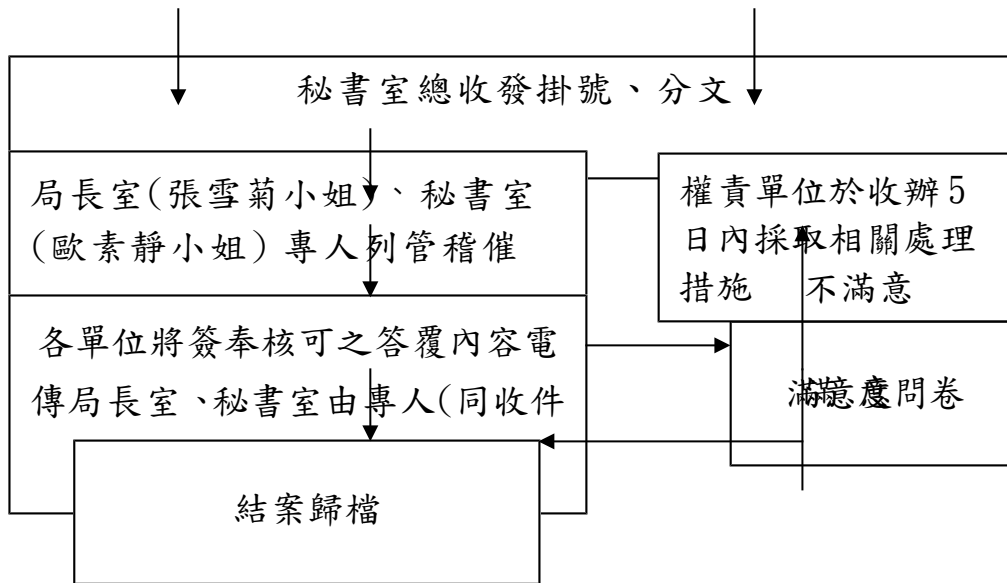 秘書室總收發掛號、分文
局長室(張雪菊小姐)、秘書室
(歐素靜小姐) 專人列管稽催
權責單位於收辦5
日內採取相關處理
措施 不滿意
各單位將簽奉核可之答覆內容電
傳局長室、秘書室由專人(同收件
滿意度問卷
結案歸檔